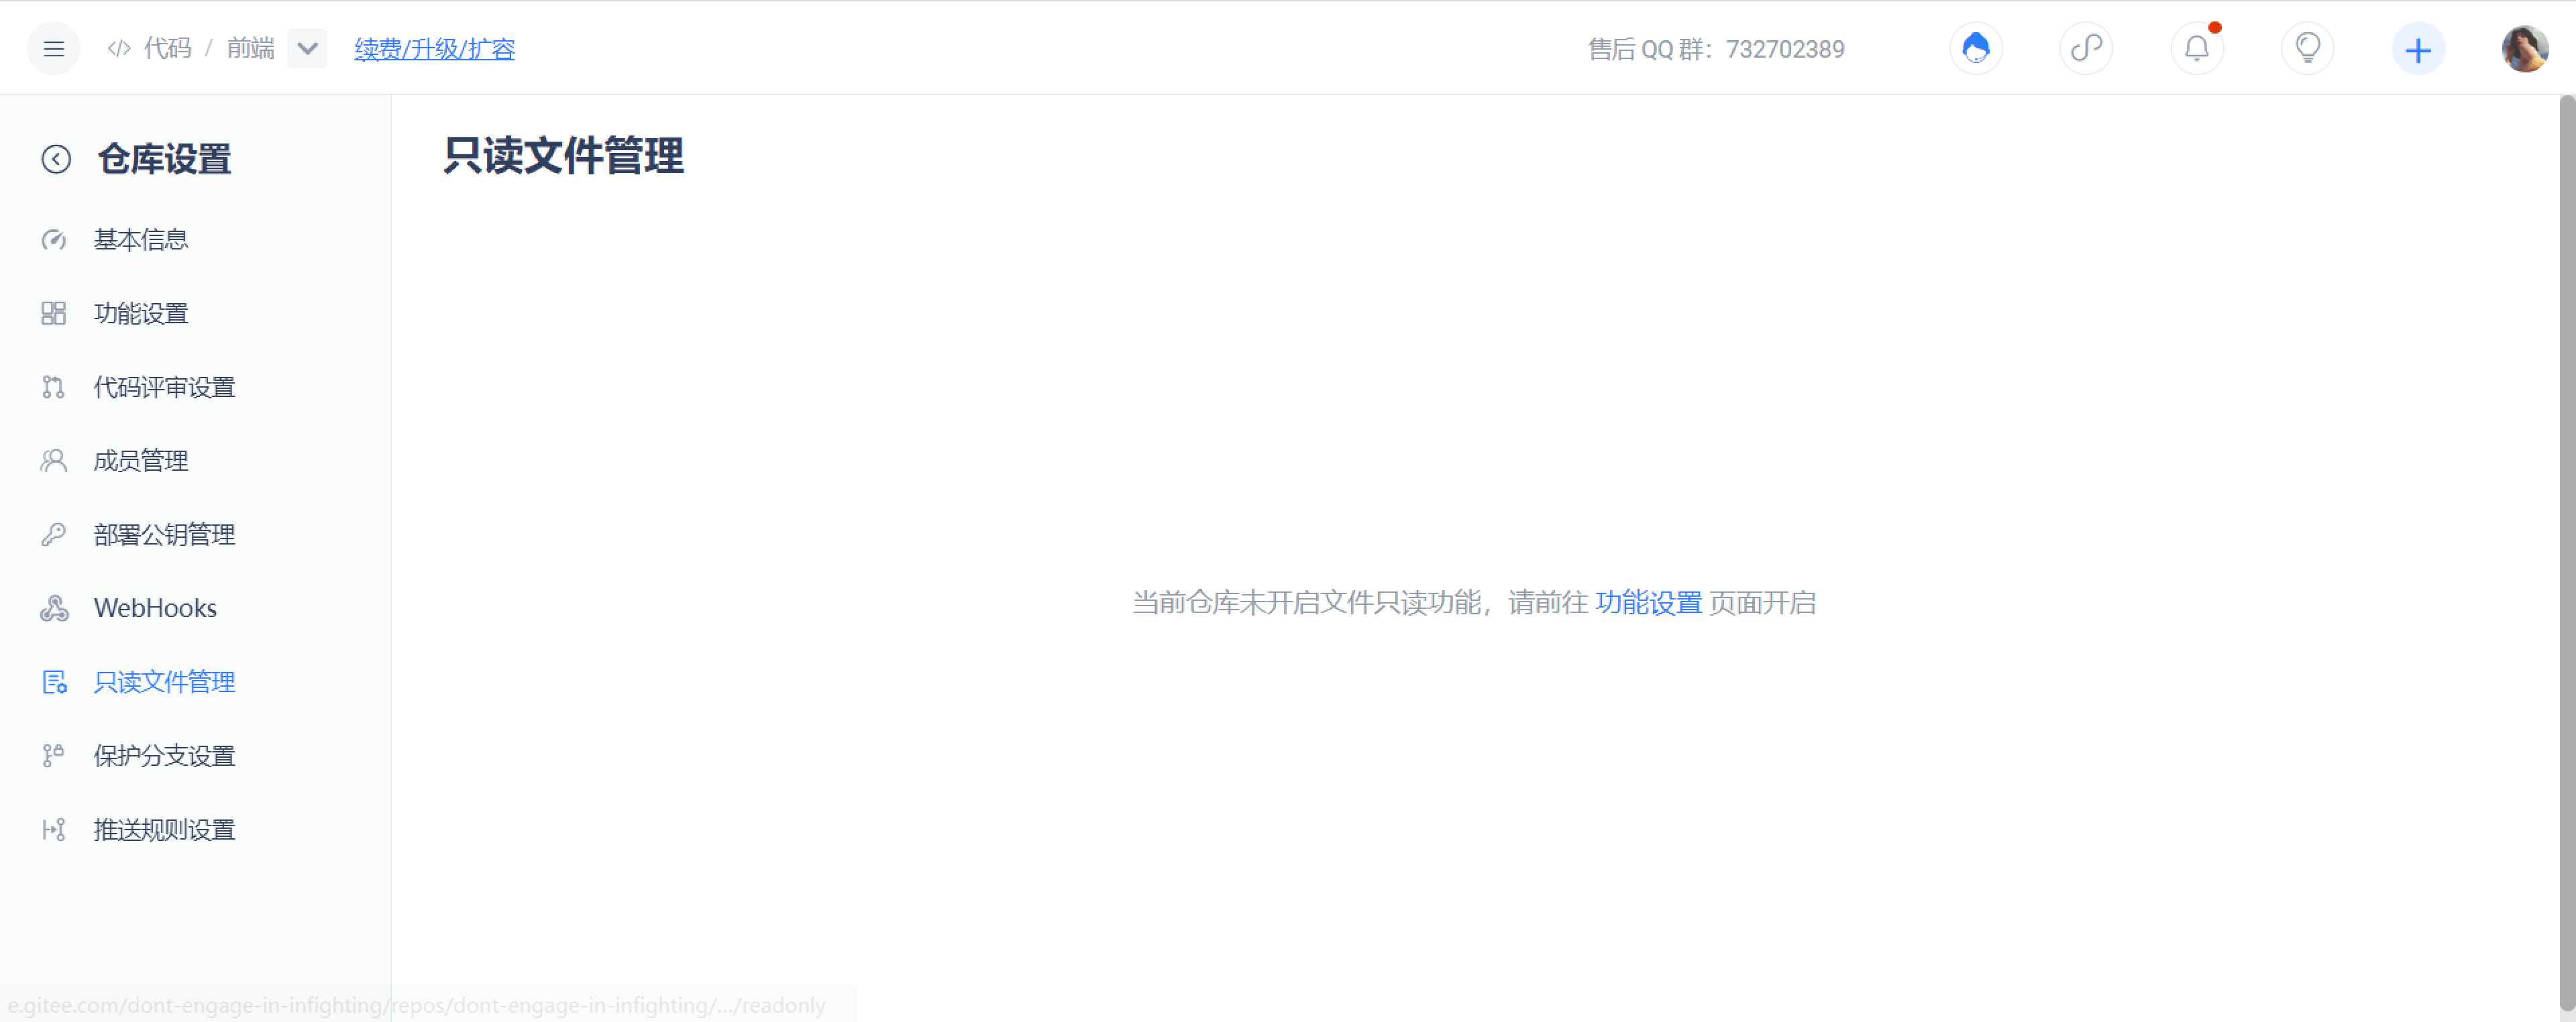 代码 / 前端 续费/升级/扩容 售后 QQ 群：732702389
仓库设置
基本信息
功能设置
代码评审设置
成员管理
部署公钥管理
WebHooks
只读文件管理
保护分支设置
推送规则设置
只读文件管理
当前仓库未开启文件只读功能，请前往 功能设置 页面开启
e.gitee.com/dont-engage-in-infighting/repos/dont-engage-in-infighting/.../readonly